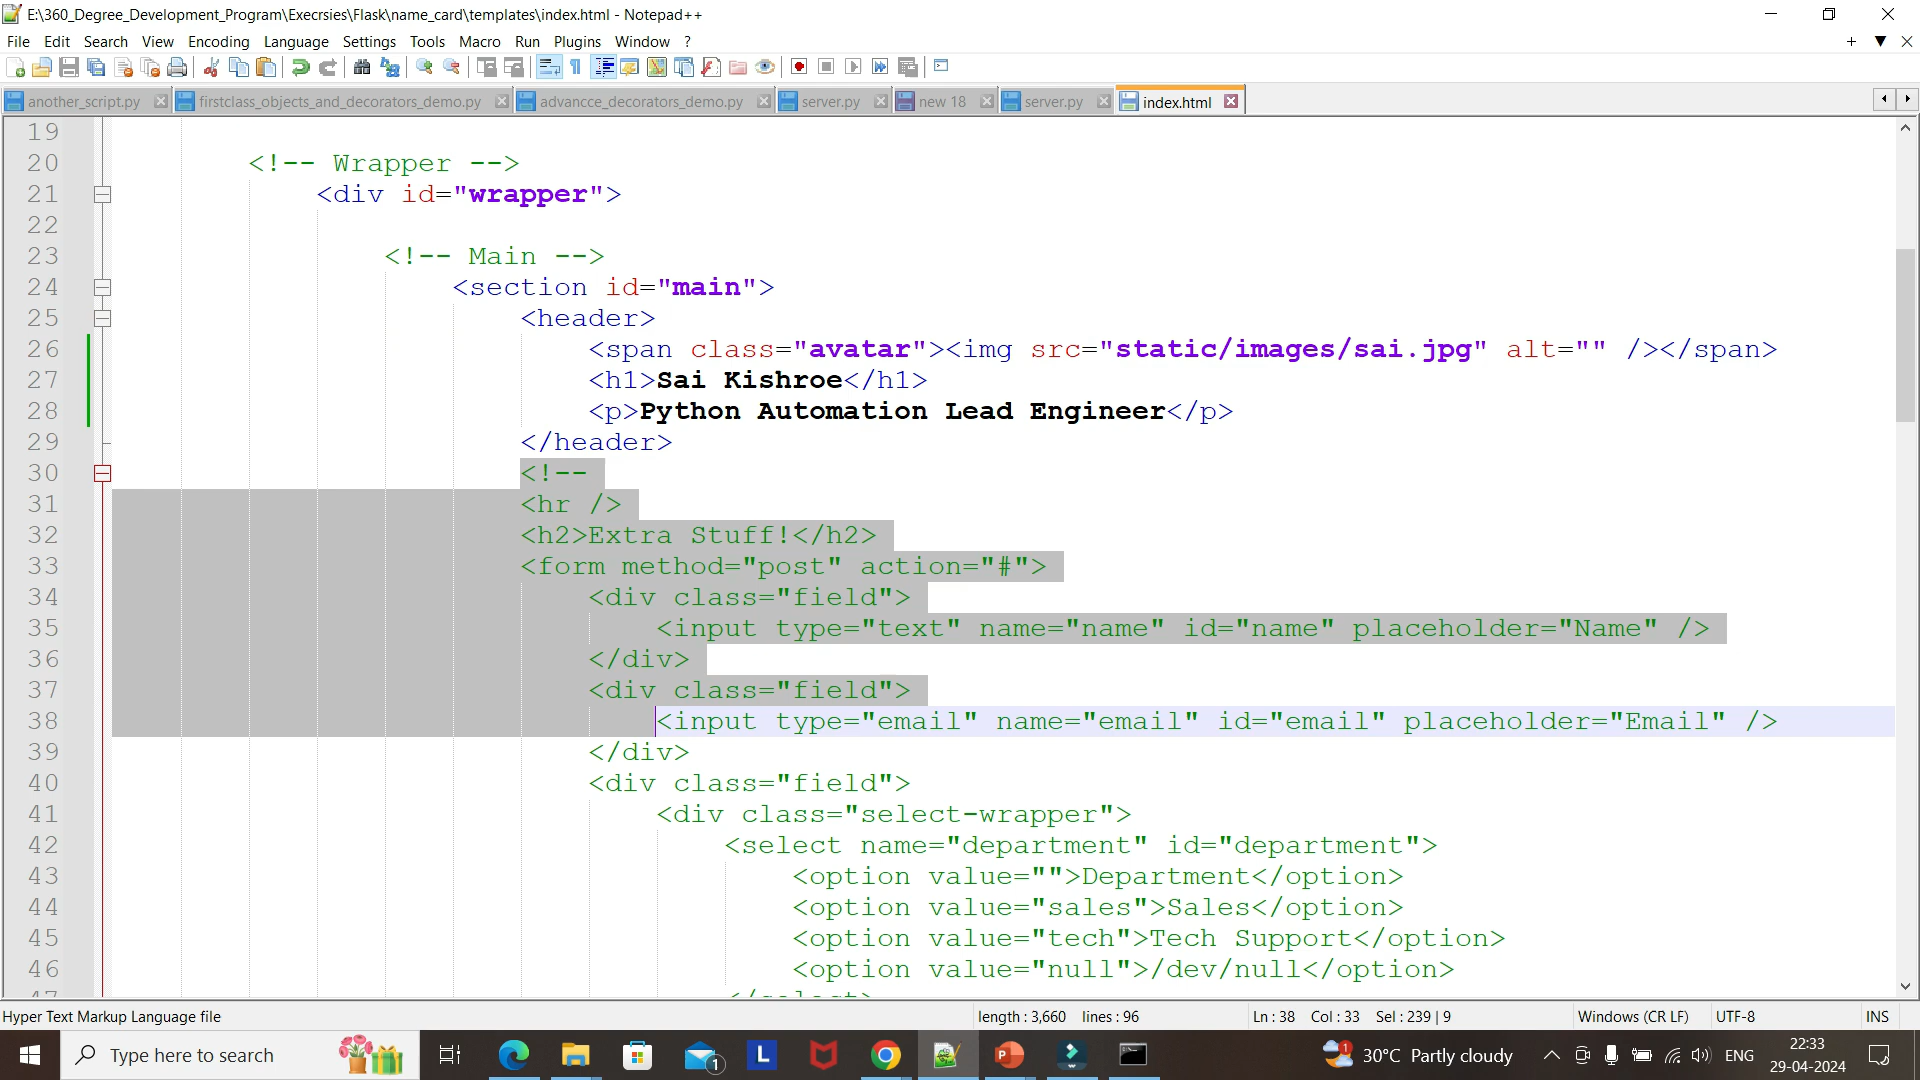 E:\360_Degree_Development_Program\Execrsies\Flask\name_card\templates\index.html - Notepad++
File Edit Search View Encoding Language Settings Tools Macro Run Plugins Window ?
another_script.py firstclass_objects_and_decorators_demo.py advancce_decorators_demo.py server.py new 18 server.py index.html
19
20 <!-- Wrapper -->
21 <div id="wrapper">
22
23 <!-- Main -->
24 <section id="main">
25 <header>
26 <span class="avatar"><img src="static/images/sai.jpg" alt="" /></span>
27 <h1>Sai Kishroe</h1>
28 <p>Python Automation Lead Engineer</p>
29 </header>
30 <!--
31 <hr />
32 <h2>Extra Stuff!</h2>
33 <form method="post" action="#">
34 <div class="field">
35 <input type="text" name="name" id="name" placeholder="Name" />
36 </div>
37 <div class="field">
38 <input type="email" name="email" id="email" placeholder="Email" />
39 </div>
40 <div class="field">
41 <div class="select-wrapper">
42 <select name="department" id="department">
43 <option value="">Department</option>
44 <option value="sales">Sales</option>
45 <option value="tech">Tech Support</option>
46 <option value="null">/dev/null</option>
47 </select>
Hyper Text Markup Language file length : 3,660 lines : 96 Ln : 38 Col : 33 Sel : 239 | 9 Windows (CR LF) UTF-8 INS
Type here to search 1 L 1 30°C Partly cloudy ENG 22:33
29-04-2024